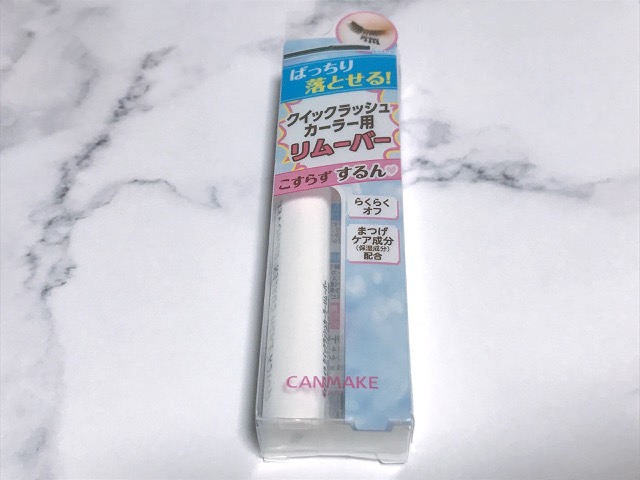 ぱっちり
落とせる!
クイックラッシュ
カーラー用
リムーバー
こすらず するん♡
らくらく
オフ
まつげ
ケア成分
(保湿成分)
配合
CANMAKE